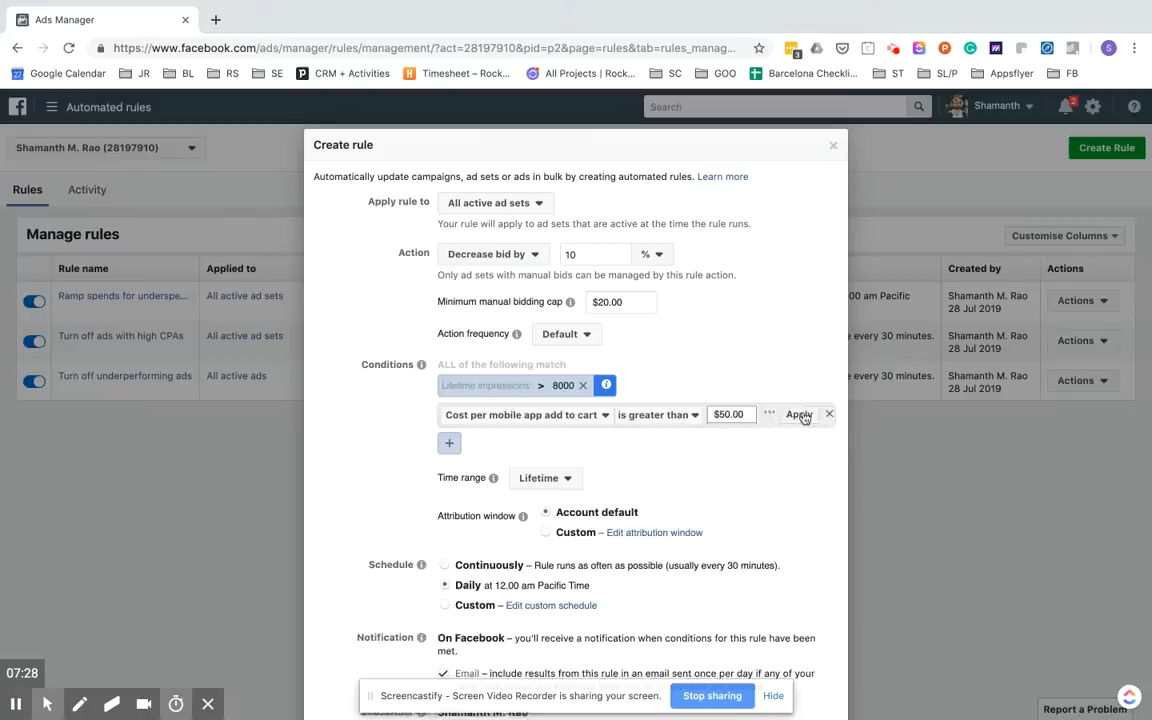 Ads Manager
https://www.facebook.com/ads/manager/rules/management/?act=28197910&pid=p2&page=rules&tab=rules_manag...
Google Calendar JR BL RS SE CRM + Activities Timesheet – Rock... All Projects | Rock... SC GOO Barcelona Checkli... ST SL/P Appsflyer FB
Automated rules Search Shamanth 2
Shamanth M. Rao (28197910) Create Rule
Rules Activity
Manage rules Customise Columns
Rule name Applied to Created by Actions
Ramp spends for underspe... All active ad sets 00 am Pacific Shamanth M. Rao 28 Jul 2019 Actions
Turn off ads with high CPAs All active ad sets every 30 minutes. Shamanth M. Rao 28 Jul 2019 Actions
Turn off underperforming ads All active ads every 30 minutes. Shamanth M. Rao 28 Jul 2019 Actions
Create rule
Automatically update campaigns, ad sets or ads in bulk by creating automated rules. Learn more
Apply rule to All active ad sets
Your rule will apply to ad sets that are active at the time the rule runs.
Action Decrease bid by 10 %
Only ad sets with manual bids can be managed by this rule action.
Minimum manual bidding cap $20.00
Action frequency Default
Conditions ALL of the following match
Lifetime impressions: > 8000
Cost per mobile app add to cart is greater than $50.00 Apply
+
Time range Lifetime
Attribution window Account default
Custom – Edit attribution window
Schedule Continuously – Rule runs as often as possible (usually every 30 minutes).
Daily at 12.00 am Pacific Time
Custom – Edit custom schedule
Notification On Facebook – you'll receive a notification when conditions for this rule have been
met.
Email – include results from this rule in an email sent once per day if any of your
Screencastify - Screen Video Recorder is sharing your screen. Stop sharing Hide
Shamanth M. Rao
07:28
Report a Problem